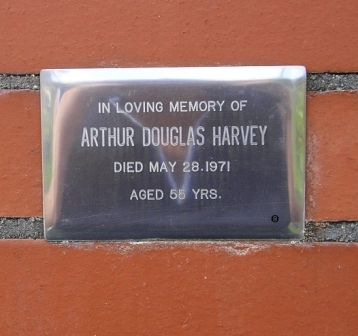 IN LOVING MEMORY OF
ARTHUR DOUGLAS HARVEY
DIED MAY 28.1971
AGED 55 YRS.